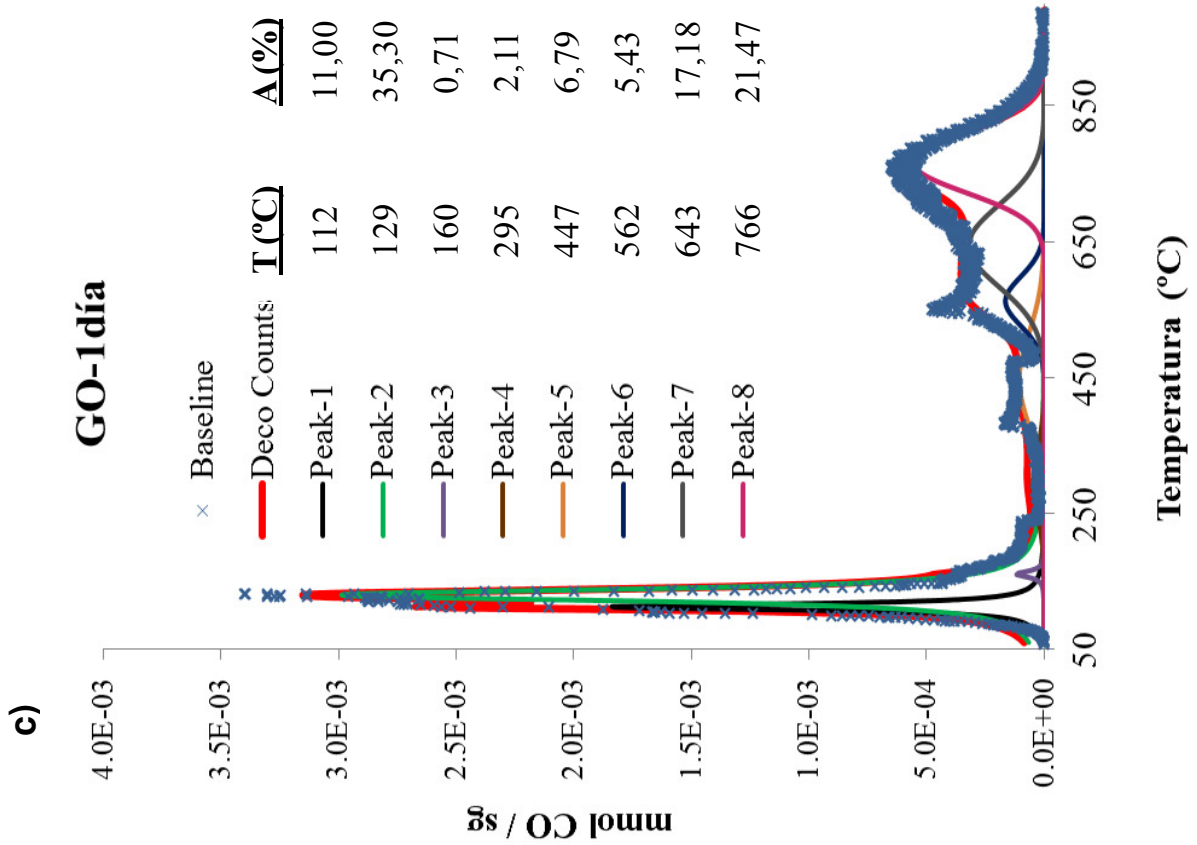 c)
GO-1día
4.0E-03
3.5E-03
3.0E-03
2.5E-03
2.0E-03
1.5E-03
1.0E-03
5.0E-04
0.0E+00
mmol CO / sg
Baseline
Deco Counts T (ºC) A (%)
Peak-1 112 11,00
Peak-2 129 35,30
Peak-3 160 0,71
Peak-4 295 2,11
Peak-5 447 6,79
Peak-6 562 5,43
Peak-7 643 17,18
Peak-8 766 21,47
50 250 450 650 850
Temperatura (ºC)